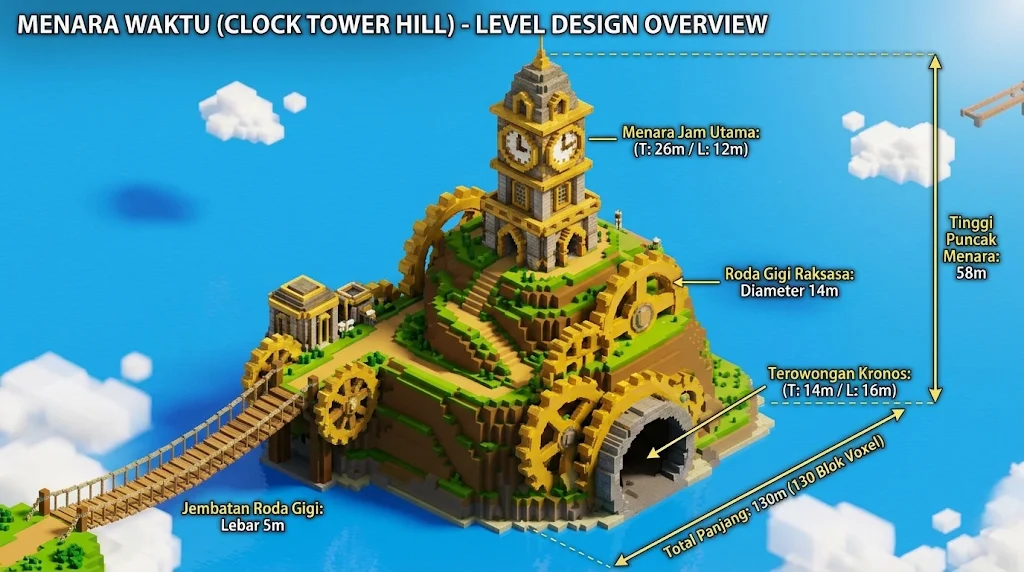 MENARA WAKTU (CLOCK TOWER HILL) - LEVEL DESIGN OVERVIEW
Menara Jam Utama:
(T: 26m / L: 12m)
Tinggi
Puncak
Menara:
58m
Roda Gigi Raksasa:
Diameter 14m
Terowongan Kronos:
(T: 14m / L: 16m)
Total Panjang: 130m (130 Blok Voxel)
Jembatan Roda Gigi:
Lebar 5m